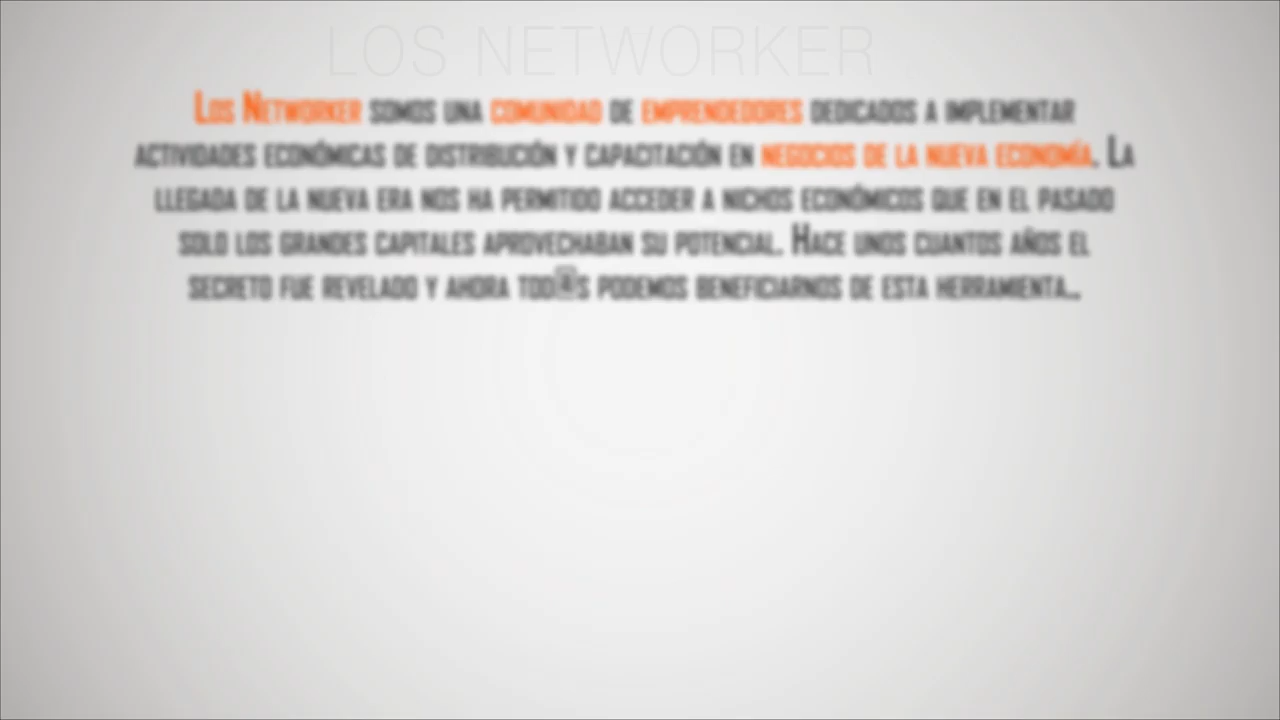 LOS NETWORKER
Los Networker somos una comunidad de emprendedores dedicados a implementar
actividades económicas de distribución y capacitación en negocios de la nueva economía. La
llegada de la nueva era nos ha permitido acceder a nichos económicos que en el pasado
solo los grandes capitales aprovechaban su potencial. Hace unos cuantos años el
secreto fue revelado y ahora tod@s podemos beneficiarnos de esta herramienta...